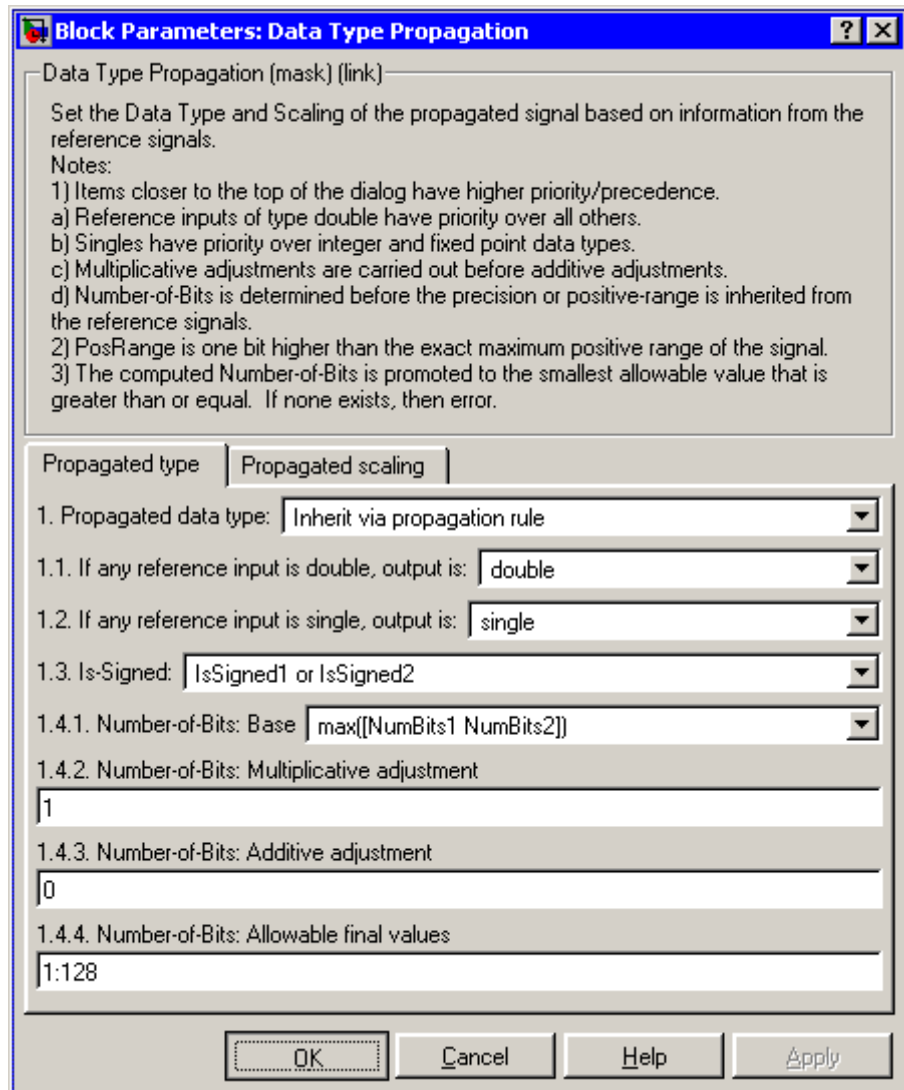 Block Parameters: Data Type Propagation
Data Type Propagation (mask) (link)
Set the Data Type and Scaling of the propagated signal based on information from the
reference signals.
Notes:
1) Items closer to the top of the dialog have higher priority/precedence.
a) Reference inputs of type double have priority over all others.
b) Singles have priority over integer and fixed point data types.
c) Multiplicative adjustments are carried out before additive adjustments.
d) Number-of-Bits is determined before the precision or positive-range is inherited from
the reference signals.
2) PosRange is one bit higher than the exact maximum positive range of the signal.
3) The computed Number-of-Bits is promoted to the smallest allowable value that is
greater than or equal.  If none exists, then error.
Propagated type Propagated scaling
1. Propagated data type: Inherit via propagation rule
1.1. If any reference input is double, output is: double
1.2. If any reference input is single, output is: single
1.3. Is-Signed: IsSigned1 or IsSigned2
1.4.1. Number-of-Bits: Base max([NumBits1 NumBits2])
1.4.2. Number-of-Bits: Multiplicative adjustment
1
1.4.3. Number-of-Bits: Additive adjustment
0
1.4.4. Number-of-Bits: Allowable final values
1:128
OK Cancel Help Apply